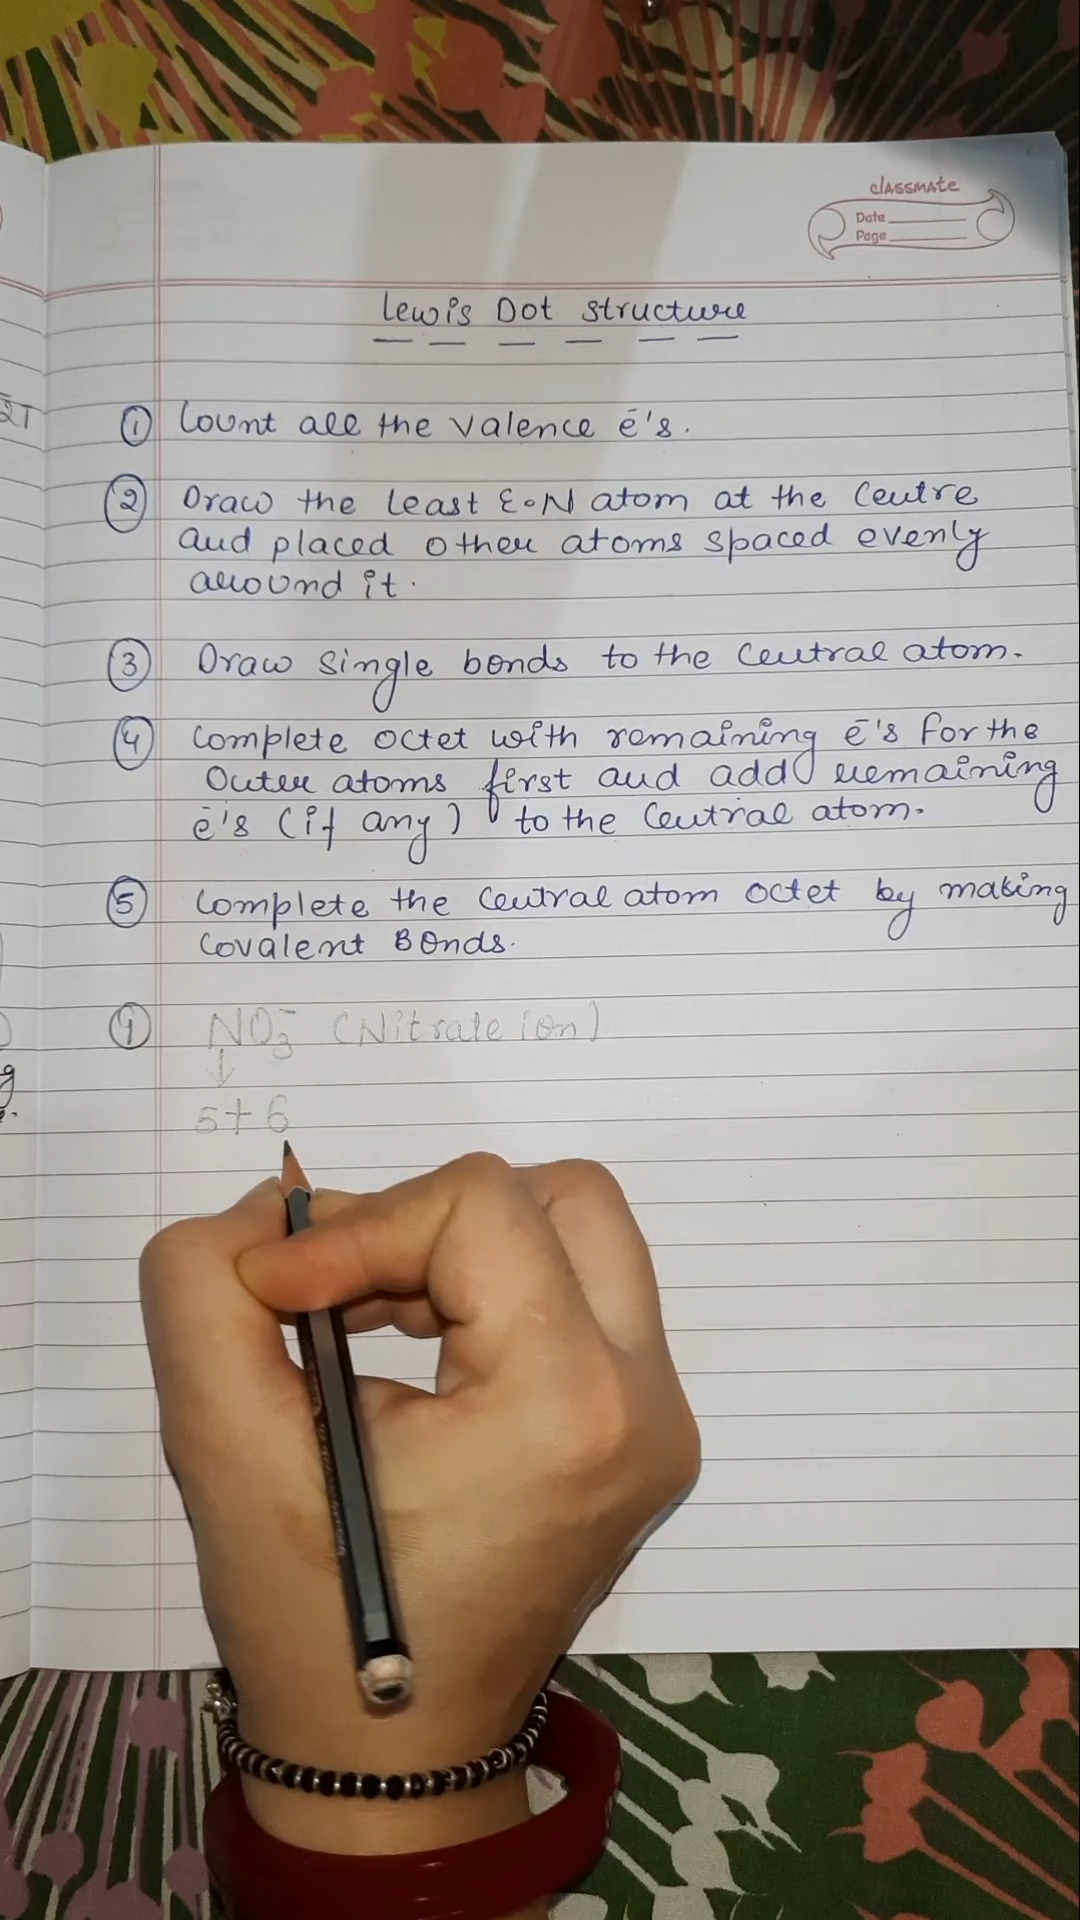 classmate
Date
Page
Lewis Dot structure
① Count all the valence ē's.
② Draw the least E.N atom at the centre
and placed other atoms spaced evenly
around it.
③ Draw single bonds to the central atom.
④ Complete octet with remaining ē's for the
Outer atoms first and add remaining
ē's (if any) to the central atom.
⑤ Complete the central atom octet by making
Covalent Bonds.
① NO₃⁻ (Nitrate ion)
↓
5+6